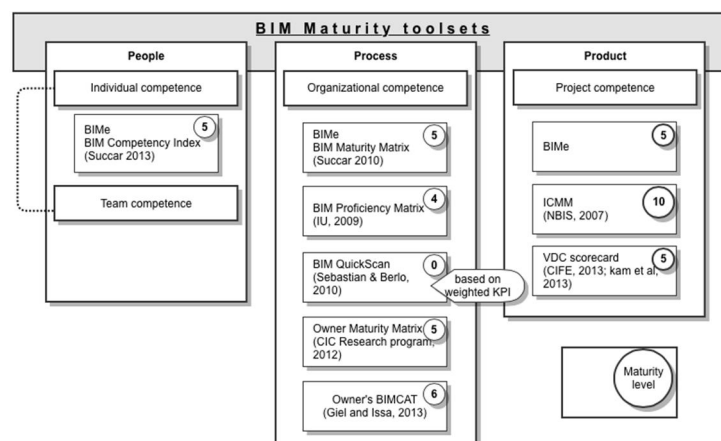 BIM Maturity toolsets
People
Individual competence
BIMe
BIM Competency Index
(Succar 2013)
5
Team competence
Process
Organizational competence
BIMe
BIM Maturity Matrix
(Succar 2010)
5
BIM Proficiency Matrix
(IU, 2009)
4
BIM QuickScan
(Sebastian & Berlo,
2010)
0
based on
weighted KPI
Owner Maturity Matrix
(CIC Research program,
2012)
5
Owner's BIMCAT
(Giel and Issa, 2013)
6
Product
Project competence
BIMe
5
ICMM
(NBIS, 2007)
10
VDC scorecard
(CIFE, 2013; kam et al,
2013)
5
Maturity
level